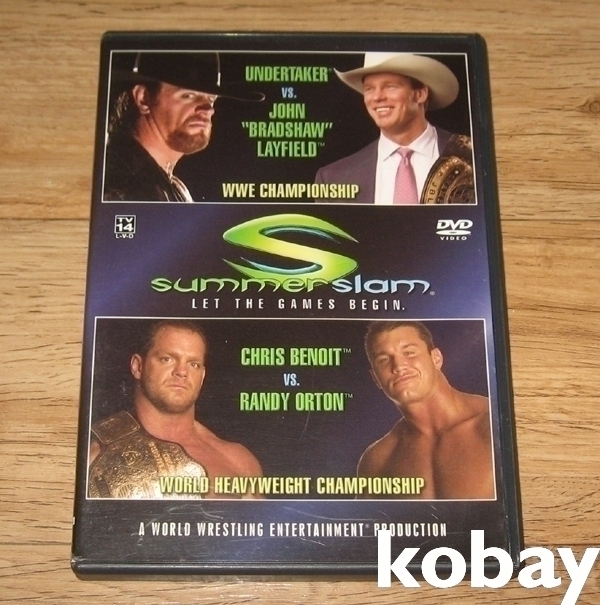 UNDERTAKER™
VS.
JOHN
"BRADSHAW"
LAYFIELD™
WWE CHAMPIONSHIP
TV
14
L-V-D
DVD
VIDEO
summerslam®
LET THE GAMES BEGIN.
CHRIS BENOIT™
VS.
RANDY ORTON™
WORLD HEAVYWEIGHT CHAMPIONSHIP
A WORLD WRESTLING ENTERTAINMENT® PRODUCTION
kobay